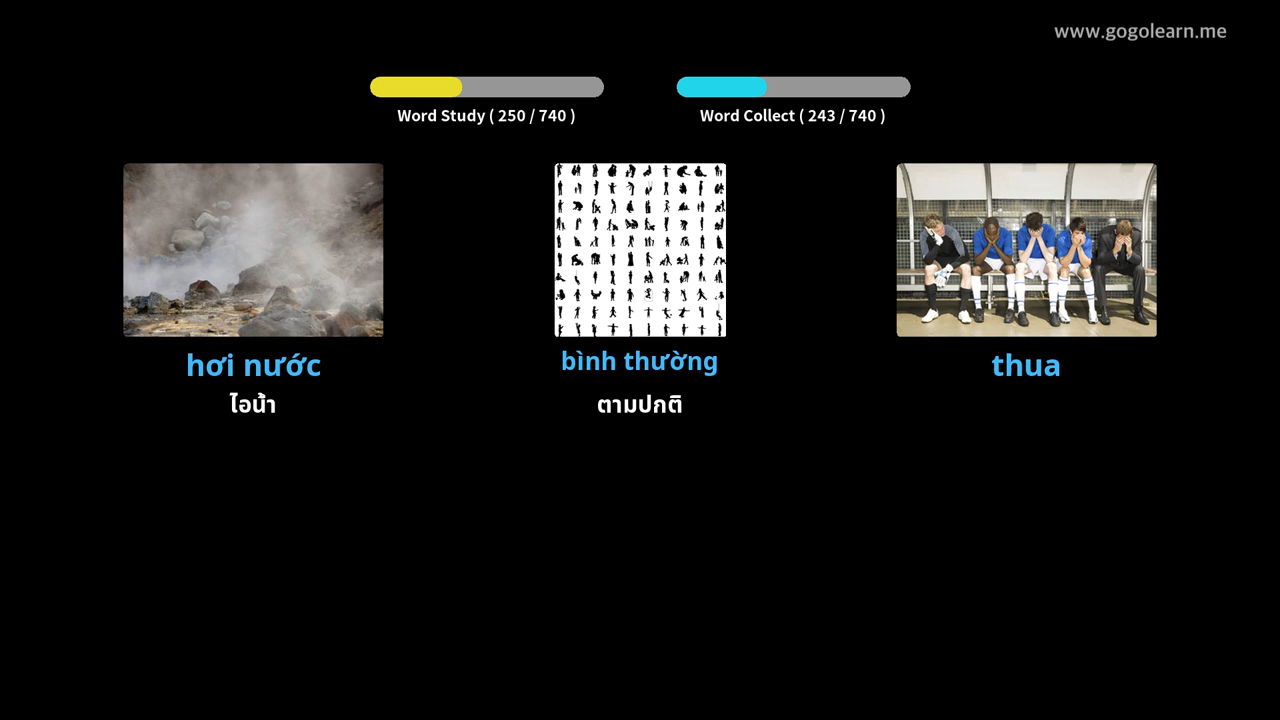 www.gogolearn.me
Word Study ( 250 / 740 )
Word Collect ( 243 / 740 )
hơi nước
bình thường
thua
ไอน้ำ
ตามปกติ